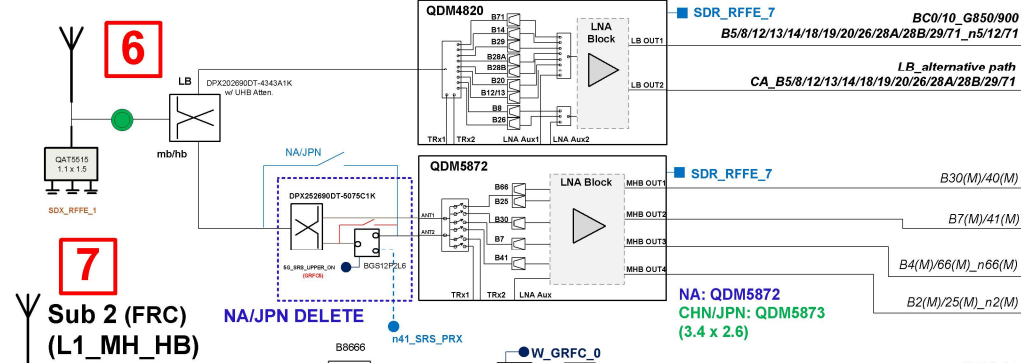 6
LB
DPX202690DT-4343A1K
w/ UHB Atten.
mb/hb
QAT5515
1.1 x 1.5
SDX_RFFE_1
QDM4820
B71
B14
B29
B28A
B28B
B20
B12/13
B8
B26
LNA
Block
LB OUT1
LB OUT2
TRx1
TRx2
LNA Aux1
LNA Aux2
SDR_RFFE_7
BC0/10_G850/900
B5/8/12/13/14/18/19/20/26/28A/28B/29/71_n5/12/71
LB_alternative path
CA_B5/8/12/13/14/18/19/20/26/28A/28B/29/71
NA/JPN
DPX252690DT-5075C1K
5G_SRS_UPPER_ON
(GRFC5)
BGS12P2L6
NA/JPN DELETE
n41_SRS_PRX
QDM5872
ANT1
ANT2
B66
B25
B30
B7
B41
LNA Block
MHB OUT1
MHB OUT2
MHB OUT3
MHB OUT4
TRx1
TRx2
LNA Aux
SDR_RFFE_7
B30(M)/40(M)
B7(M)/41(M)
B4(M)/66(M)_n66(M)
B2(M)/25(M)_n2(M)
NA: QDM5872
CHN/JPN: QDM5873
(3.4 x 2.6)
7
Sub 2 (FRC)
(L1_MH_HB)
B8666
W_GRFC_0